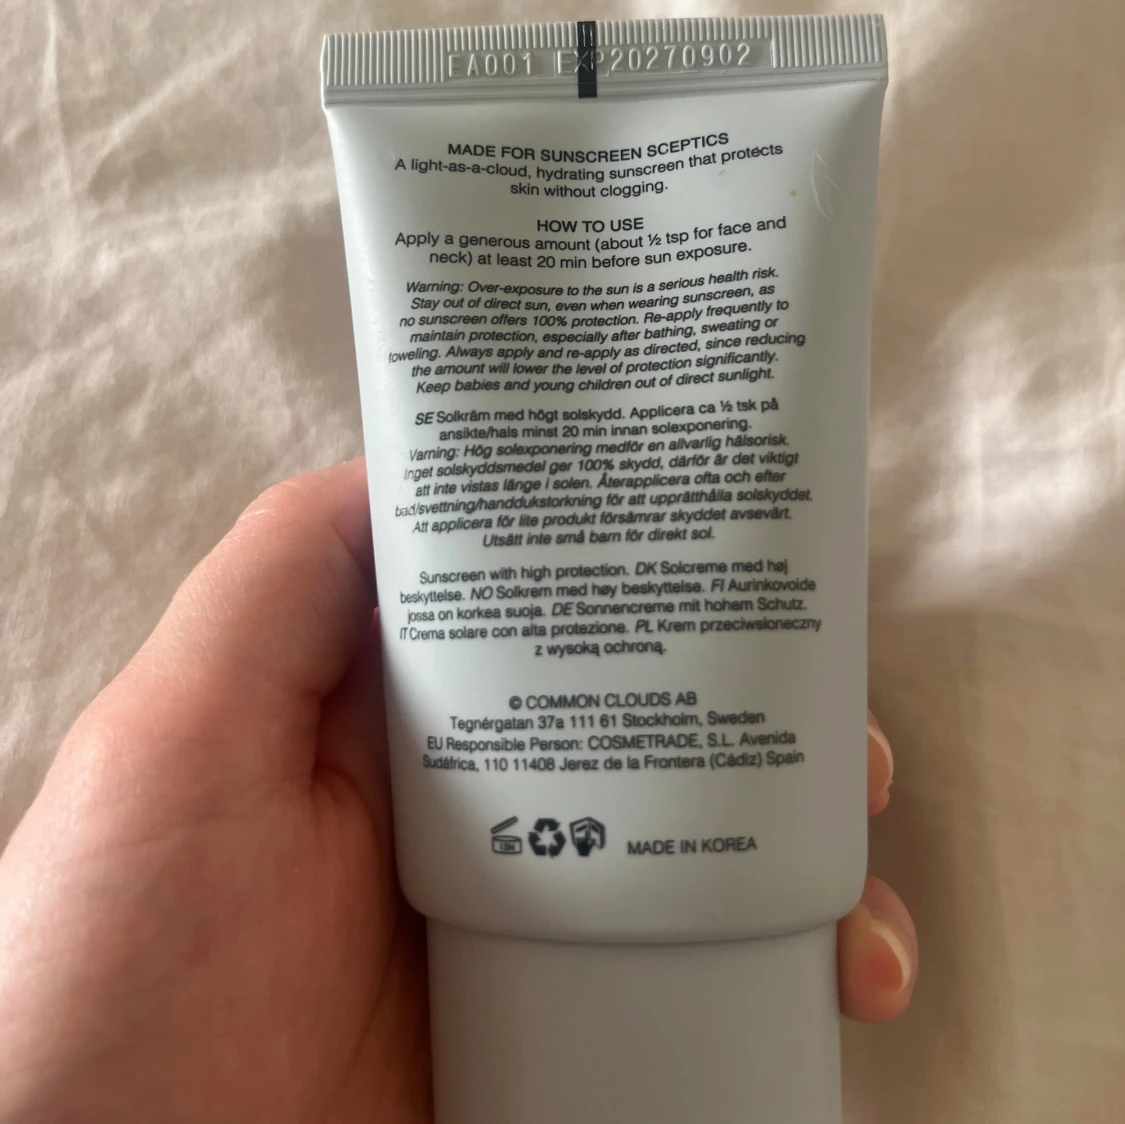 EA001 EXP20270902
MADE FOR SUNSCREEN SCEPTICS
A light-as-a-cloud, hydrating sunscreen that protects
skin without clogging.
HOW TO USE
Apply a generous amount (about ½ tsp for face and
neck) at least 20 min before sun exposure.
Warning: Over-exposure to the sun is a serious health risk.
Stay out of direct sun, even when wearing sunscreen, as
no sunscreen offers 100% protection. Re-apply frequently to
maintain protection, especially after bathing, sweating or
toweling. Always apply and re-apply as directed, since reducing
the amount will lower the level of protection significantly.
Keep babies and young children out of direct sunlight.
SE Solkräm med högt solskydd. Applicera ca ½ tsk på
ansikte/hals minst 20 min innan solexponering.
Varning: Hög solexponering medför en allvarlig hälsorisk.
Inget solskyddsmedel ger 100% skydd, därför är det viktigt
att inte vistas länge i solen. Återapplicera ofta och efter
bad/svettning/handdukstorkning för att upprätthålla solskyddet.
Att applicera för lite produkt försämrar skyddet avsevärt.
Utsätt inte små barn för direkt sol.
Sunscreen with high protection. DK Solcreme med høj
beskyttelse. NO Solkrem med høy beskyttelse. FI Aurinkovoide
jossa on korkea suoja. DE Sonnencreme mit hohem Schutz.
IT Crema solare con alta protezione. PL Krem przeciwsłoneczny
z wysoką ochroną.
© COMMON CLOUDS AB
Tegnérgatan 37a 111 61 Stockholm, Sweden
EU Responsible Person: COSMETRADE, S.L. Avenida
Sudáfrica, 110 11408 Jerez de la Frontera (Cádiz) Spain
MADE IN KOREA